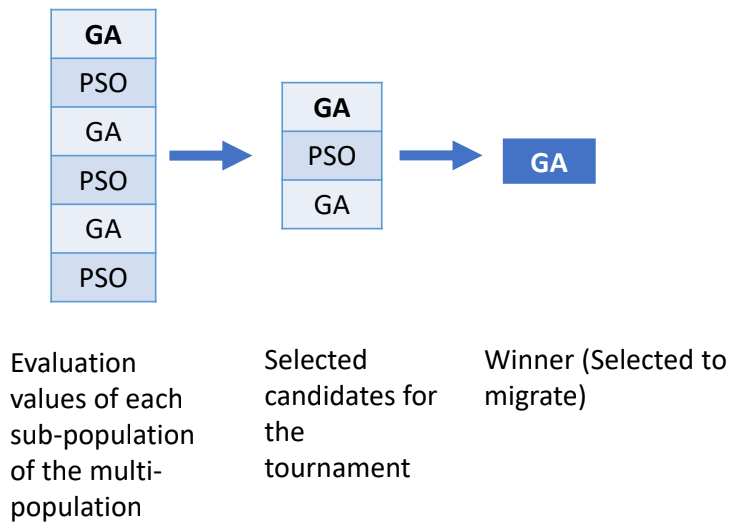 GA
PSO
GA
PSO
GA
PSO
GA
PSO
GA
GA
Evaluation
values of each
sub-population
of the multi-
population
Selected
candidates for
the
tournament
Winner (Selected to
migrate)